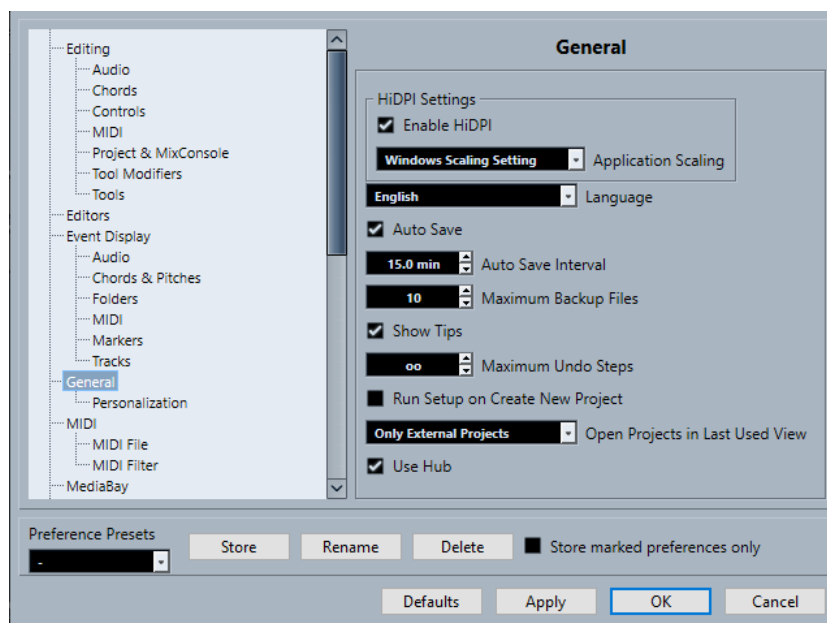 Editing
Audio
Chords
Controls
MIDI
Project & MixConsole
Tool Modifiers
Tools
Editors
Event Display
Audio
Chords & Pitches
Folders
MIDI
Markers
Tracks
General
Personalization
MIDI
MIDI File
MIDI Filter
MediaBay
General
HiDPI Settings
Enable HiDPI
Windows Scaling Setting Application Scaling
English Language
Auto Save
15.0 min Auto Save Interval
10 Maximum Backup Files
Show Tips
oo Maximum Undo Steps
Run Setup on Create New Project
Only External Projects Open Projects in Last Used View
Use Hub
Preference Presets
- Store Rename Delete Store marked preferences only
Defaults Apply OK Cancel